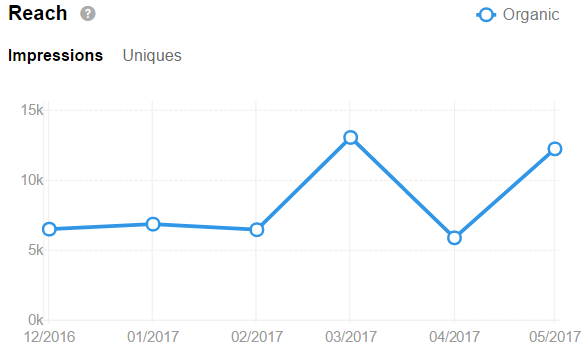 Reach ?
Organic
Impressions Uniques
15k
10k
5k
0k
12/2016 01/2017 02/2017 03/2017 04/2017 05/2017